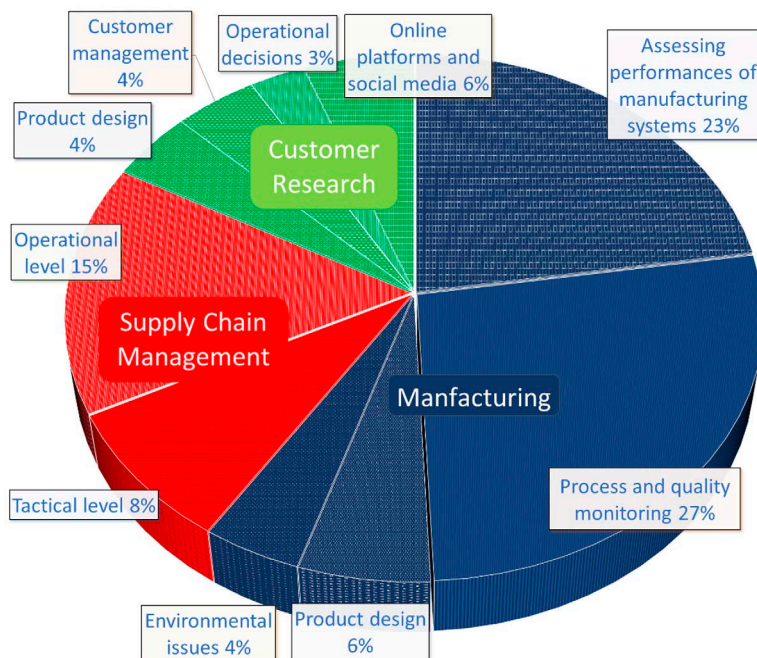 Customer
management
4%
Operational
decisions 3%
Online
platforms and
social media 6%
Assessing
performances of
manufacturing
systems 23%
Product design
4%
Customer
Research
Operational
level 15%
Supply Chain
Management
Manfacturing
Process and quality
monitoring 27%
Tactical level 8%
Environmental
issues 4%
Product design
6%